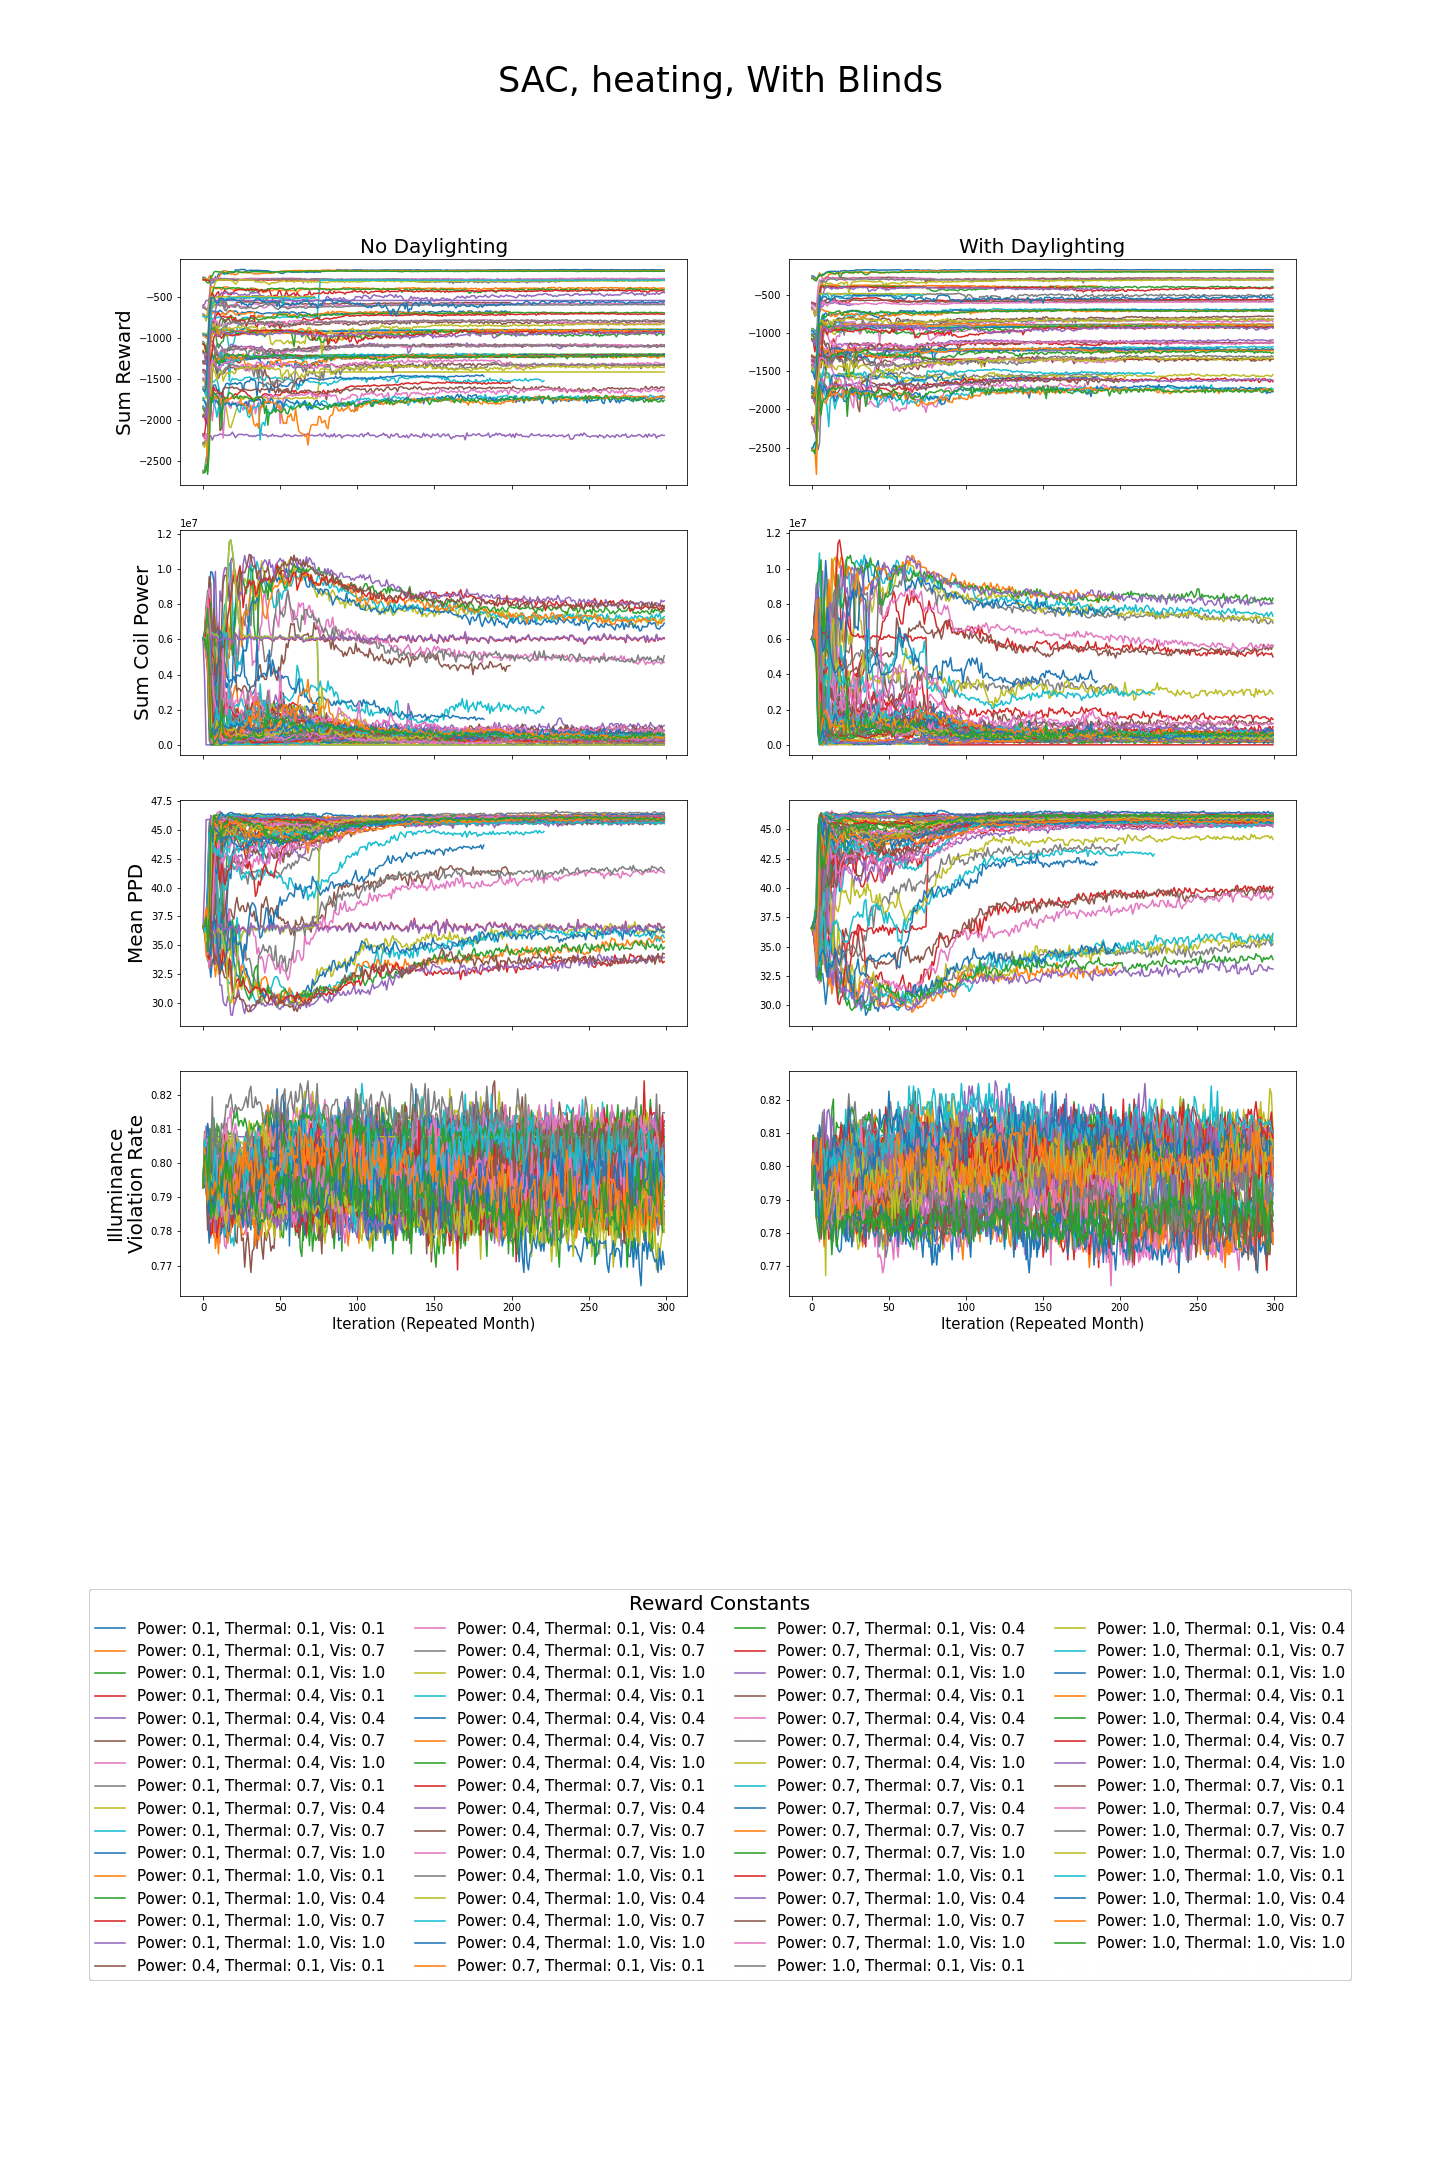 SAC, heating, With Blinds
No Daylighting
With Daylighting
Sum Reward
−500
−1000
−1500
−2000
−2500
−500
−1000
−1500
−2000
−2500
Sum Coil Power
1e7
1.2
1.0
0.8
0.6
0.4
0.2
0.0
1e7
1.2
1.0
0.8
0.6
0.4
0.2
0.0
Mean PPD
47.5
45.0
42.5
40.0
37.5
35.0
32.5
30.0
45.0
42.5
40.0
37.5
35.0
32.5
30.0
Illuminance
Violation Rate
0.82
0.81
0.80
0.79
0.78
0.77
0 50 100 150 200 250 300
Iteration (Repeated Month)
0.82
0.81
0.80
0.79
0.78
0.77
0 50 100 150 200 250 300
Iteration (Repeated Month)
Reward Constants
Power: 0.1, Thermal: 0.1, Vis: 0.1
Power: 0.1, Thermal: 0.1, Vis: 0.7
Power: 0.1, Thermal: 0.1, Vis: 1.0
Power: 0.1, Thermal: 0.4, Vis: 0.1
Power: 0.1, Thermal: 0.4, Vis: 0.4
Power: 0.1, Thermal: 0.4, Vis: 0.7
Power: 0.1, Thermal: 0.4, Vis: 1.0
Power: 0.1, Thermal: 0.7, Vis: 0.1
Power: 0.1, Thermal: 0.7, Vis: 0.4
Power: 0.1, Thermal: 0.7, Vis: 0.7
Power: 0.1, Thermal: 0.7, Vis: 1.0
Power: 0.1, Thermal: 1.0, Vis: 0.1
Power: 0.1, Thermal: 1.0, Vis: 0.4
Power: 0.1, Thermal: 1.0, Vis: 0.7
Power: 0.1, Thermal: 1.0, Vis: 1.0
Power: 0.4, Thermal: 0.1, Vis: 0.1
Power: 0.4, Thermal: 0.1, Vis: 0.4
Power: 0.4, Thermal: 0.1, Vis: 0.7
Power: 0.4, Thermal: 0.1, Vis: 1.0
Power: 0.4, Thermal: 0.4, Vis: 0.1
Power: 0.4, Thermal: 0.4, Vis: 0.4
Power: 0.4, Thermal: 0.4, Vis: 0.7
Power: 0.4, Thermal: 0.4, Vis: 1.0
Power: 0.4, Thermal: 0.7, Vis: 0.1
Power: 0.4, Thermal: 0.7, Vis: 0.4
Power: 0.4, Thermal: 0.7, Vis: 0.7
Power: 0.4, Thermal: 0.7, Vis: 1.0
Power: 0.4, Thermal: 1.0, Vis: 0.1
Power: 0.4, Thermal: 1.0, Vis: 0.4
Power: 0.4, Thermal: 1.0, Vis: 0.7
Power: 0.4, Thermal: 1.0, Vis: 1.0
Power: 0.7, Thermal: 0.1, Vis: 0.1
Power: 0.7, Thermal: 0.1, Vis: 0.4
Power: 0.7, Thermal: 0.1, Vis: 0.7
Power: 0.7, Thermal: 0.1, Vis: 1.0
Power: 0.7, Thermal: 0.4, Vis: 0.1
Power: 0.7, Thermal: 0.4, Vis: 0.4
Power: 0.7, Thermal: 0.4, Vis: 0.7
Power: 0.7, Thermal: 0.4, Vis: 1.0
Power: 0.7, Thermal: 0.7, Vis: 0.1
Power: 0.7, Thermal: 0.7, Vis: 0.4
Power: 0.7, Thermal: 0.7, Vis: 0.7
Power: 0.7, Thermal: 0.7, Vis: 1.0
Power: 0.7, Thermal: 1.0, Vis: 0.1
Power: 0.7, Thermal: 1.0, Vis: 0.4
Power: 0.7, Thermal: 1.0, Vis: 0.7
Power: 0.7, Thermal: 1.0, Vis: 1.0
Power: 1.0, Thermal: 0.1, Vis: 0.1
Power: 1.0, Thermal: 0.1, Vis: 0.4
Power: 1.0, Thermal: 0.1, Vis: 0.7
Power: 1.0, Thermal: 0.1, Vis: 1.0
Power: 1.0, Thermal: 0.4, Vis: 0.1
Power: 1.0, Thermal: 0.4, Vis: 0.4
Power: 1.0, Thermal: 0.4, Vis: 0.7
Power: 1.0, Thermal: 0.4, Vis: 1.0
Power: 1.0, Thermal: 0.7, Vis: 0.1
Power: 1.0, Thermal: 0.7, Vis: 0.4
Power: 1.0, Thermal: 0.7, Vis: 0.7
Power: 1.0, Thermal: 0.7, Vis: 1.0
Power: 1.0, Thermal: 1.0, Vis: 0.1
Power: 1.0, Thermal: 1.0, Vis: 0.4
Power: 1.0, Thermal: 1.0, Vis: 0.7
Power: 1.0, Thermal: 1.0, Vis: 1.0